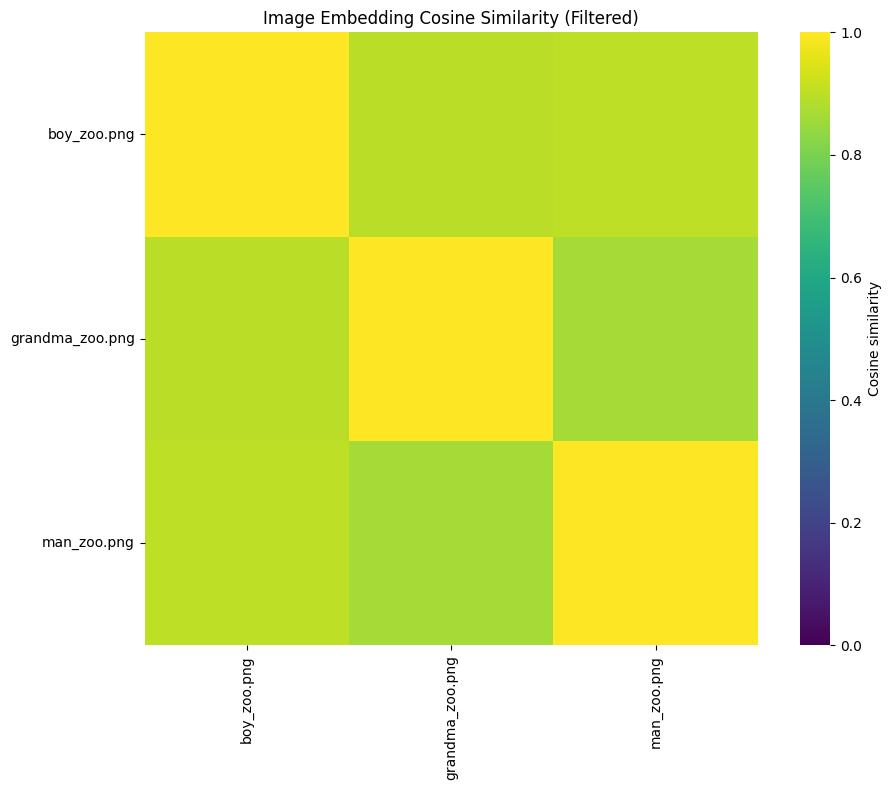 Image Embedding Cosine Similarity (Filtered)
boy_zoo.png
grandma_zoo.png
man_zoo.png
boy_zoo.png
grandma_zoo.png
man_zoo.png
1.0
0.8
0.6
0.4
0.2
0.0
Cosine similarity